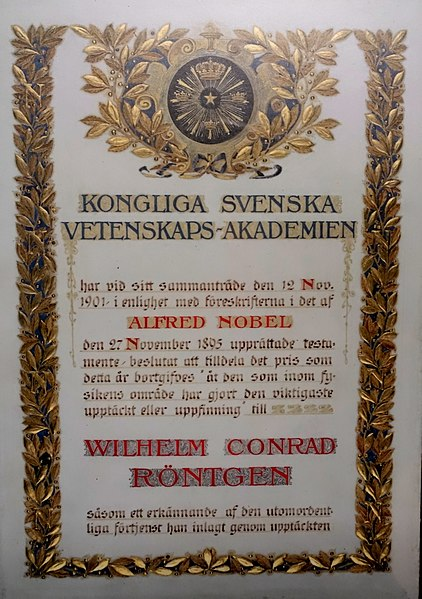 KONGLIGA SVENSKA
VETENSKAPS-AKADEMIEN
har vid sitt sammanträde den 12 Nov.
1901 i enlighet med föreskrifterna i det af
ALFRED NOBEL
den 27 November 1895 upprättade testa-
mente beslutat att tilldela det pris som
detta år bortgifves "åt den som inom fy-
sikens område har gjort den viktigaste
upptäckt eller uppfinning" till
WILHELM CONRAD
RÖNTGEN
såsom ett erkännande af den utomordent-
liga förtjenst han inlagt genom upptäckten